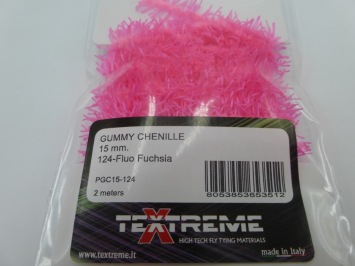 GUMMY CHENILLE
15 mm.
124-Fluo Fuchsia
PGC15-124
2 meters
8053853853512
TEXTREME
HIGH TECH FLY TYING MATERIALS
www.textreme.it
made in Italy